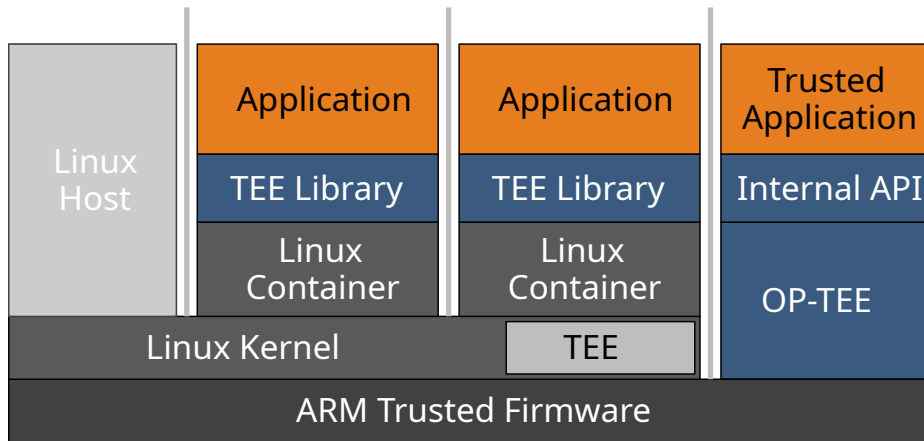 Linux
Host
Application
TEE Library
Linux
Container
Application
TEE Library
Linux
Container
Trusted
Application
Internal API
OP-TEE
Linux Kernel
TEE
ARM Trusted Firmware